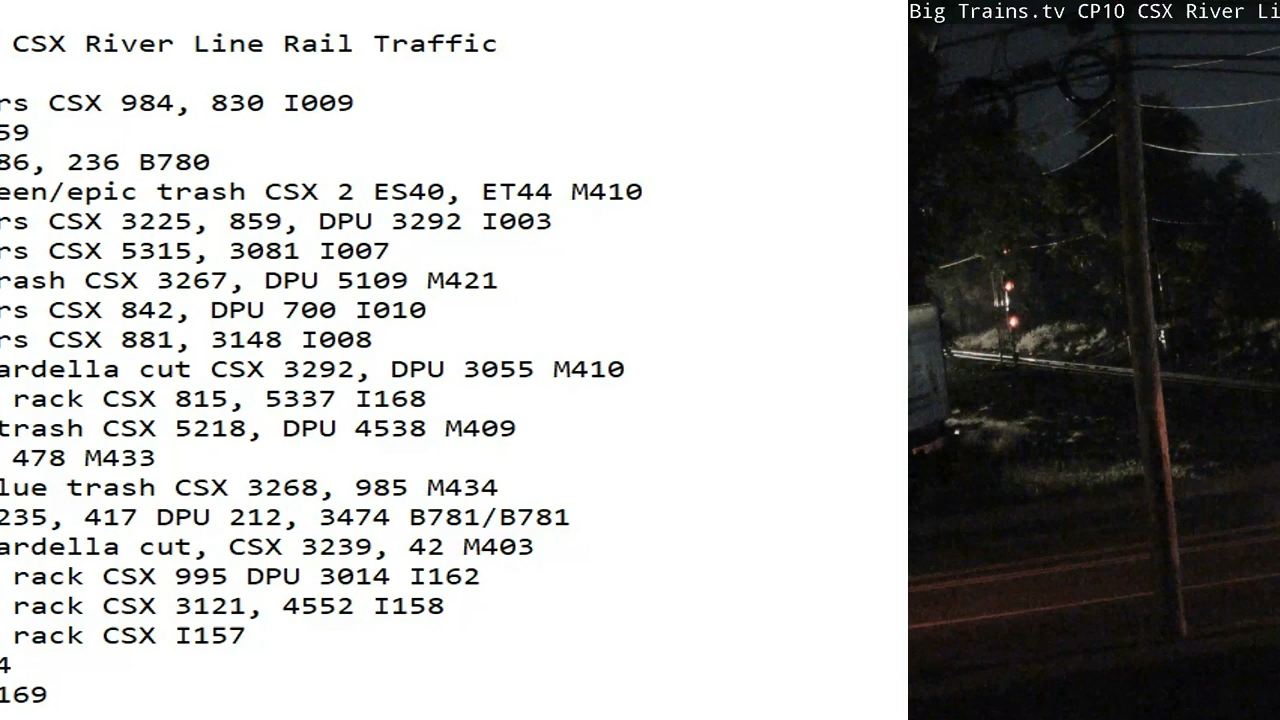 CSX River Line Rail Traffic
rs CSX 984, 830 I009
59
86, 236 B780
een/epic trash CSX 2 ES40, ET44 M410
rs CSX 3225, 859, DPU 3292 I003
rs CSX 5315, 3081 I007
rash CSX 3267, DPU 5109 M421
rs CSX 842, DPU 700 I010
rs CSX 881, 3148 I008
ardella cut CSX 3292, DPU 3055 M410
rack CSX 815, 5337 I168
trash CSX 5218, DPU 4538 M409
478 M433
lue trash CSX 3268, 985 M434
235, 417 DPU 212, 3474 B781/B781
ardella cut, CSX 3239, 42 M403
rack CSX 995 DPU 3014 I162
rack CSX 3121, 4552 I158
rack CSX I157
4
169
Big Trains.tv CP10 CSX River Li